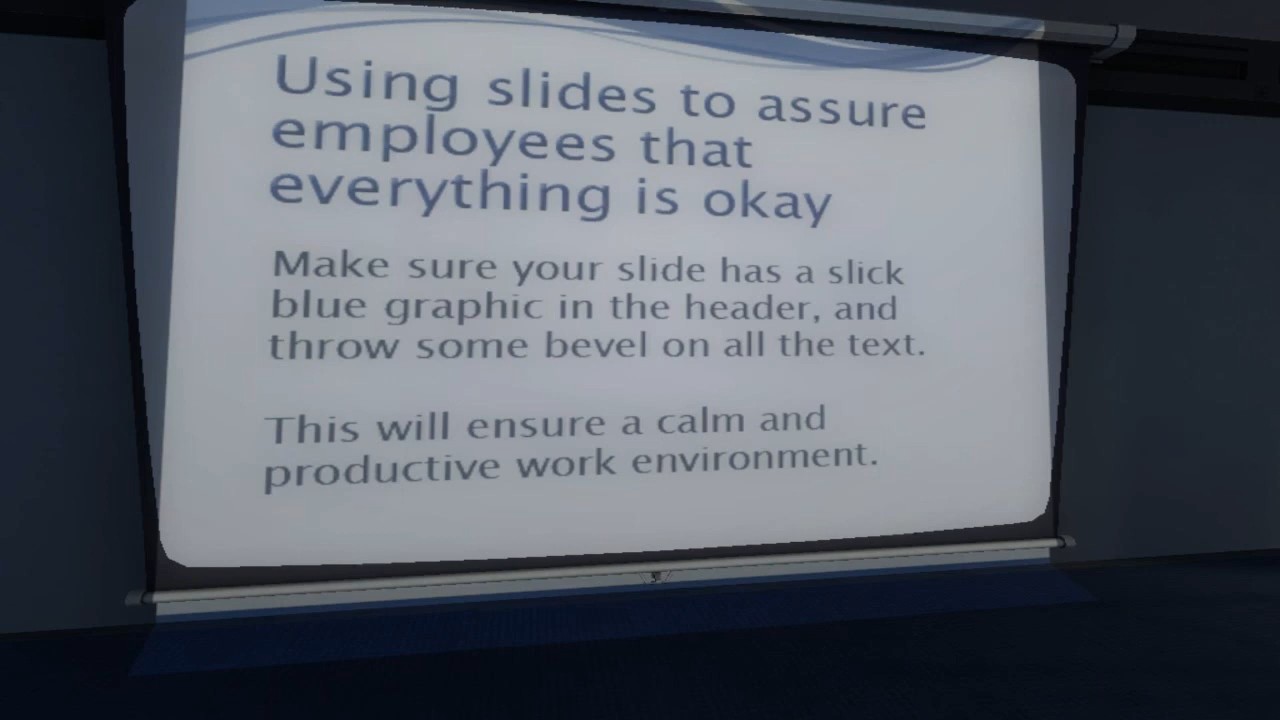 Using slides to assure
employees that
everything is okay
Make sure your slide has a slick
blue graphic in the header, and
throw some bevel on all the text.
This will ensure a calm and
productive work environment.